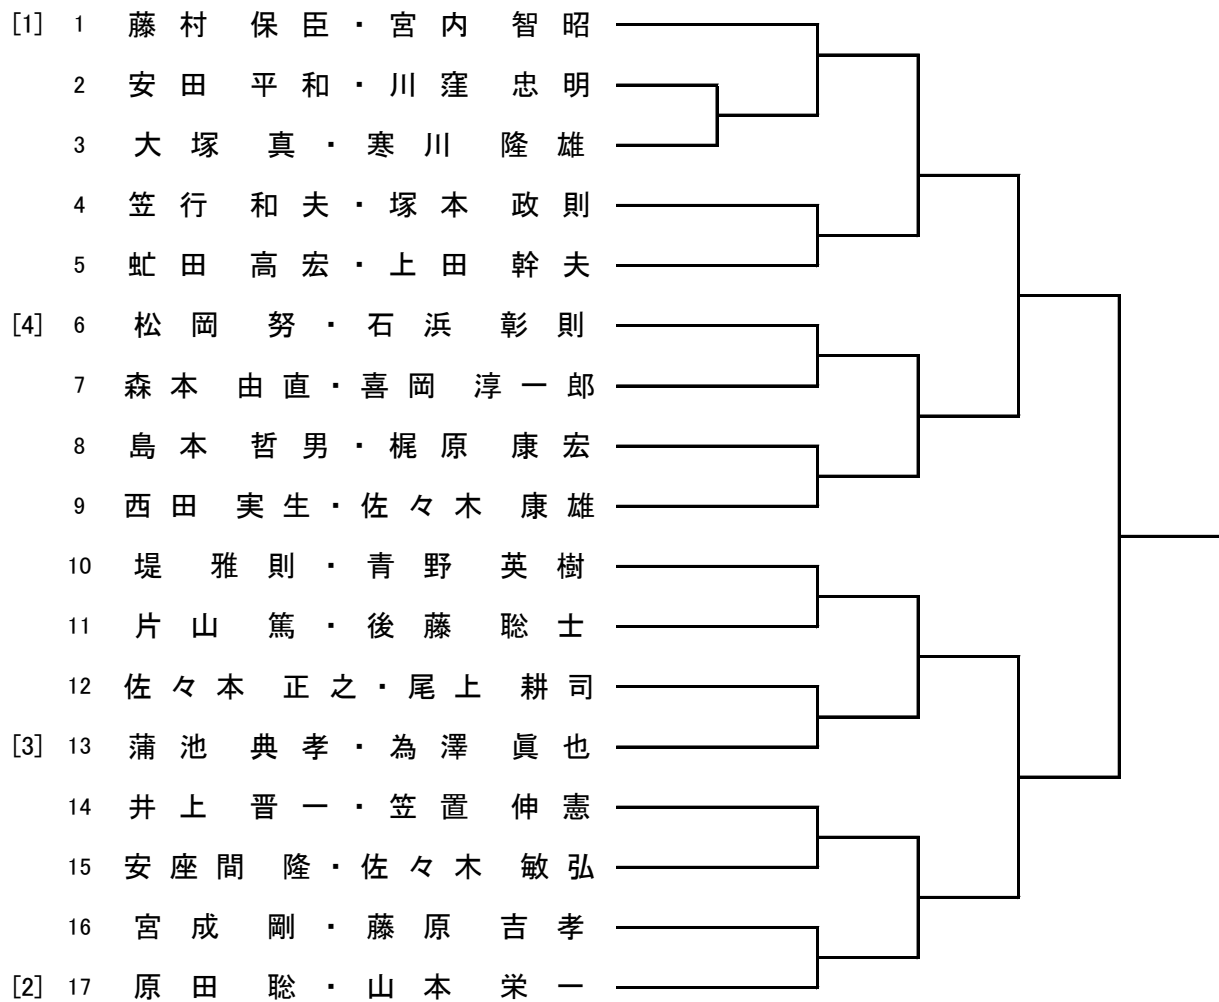 [1] 1 藤村 保臣・宮内 智昭
2 安田 平和・川窪 忠明
3 大塚 真・寒川 隆雄
4 笠行 和夫・塚本 政則
5 虻田 高宏・上田 幹夫
[4] 6 松岡 努・石浜 彰則
7 森本 由直・喜岡 淳一郎
8 島本 哲男・梶原 康宏
9 西田 実生・佐々木 康雄
10 堤 雅則・青野 英樹
11 片山 篤・後藤 聡士
12 佐々本 正之・尾上 耕司
[3] 13 蒲池 典孝・為澤 眞也
14 井上 晋一・笠置 伸憲
15 安座間 隆・佐々木 敏弘
16 宮成 剛・藤原 吉孝
[2] 17 原田 聡・山本 栄一